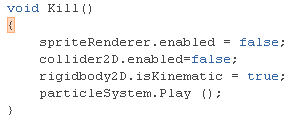 void Kill()
{
    spriteRenderer.enabled = false;
    collider2D.enabled=false;
    rigidbody2D.isKinematic = true;
    particleSystem.Play ();
}